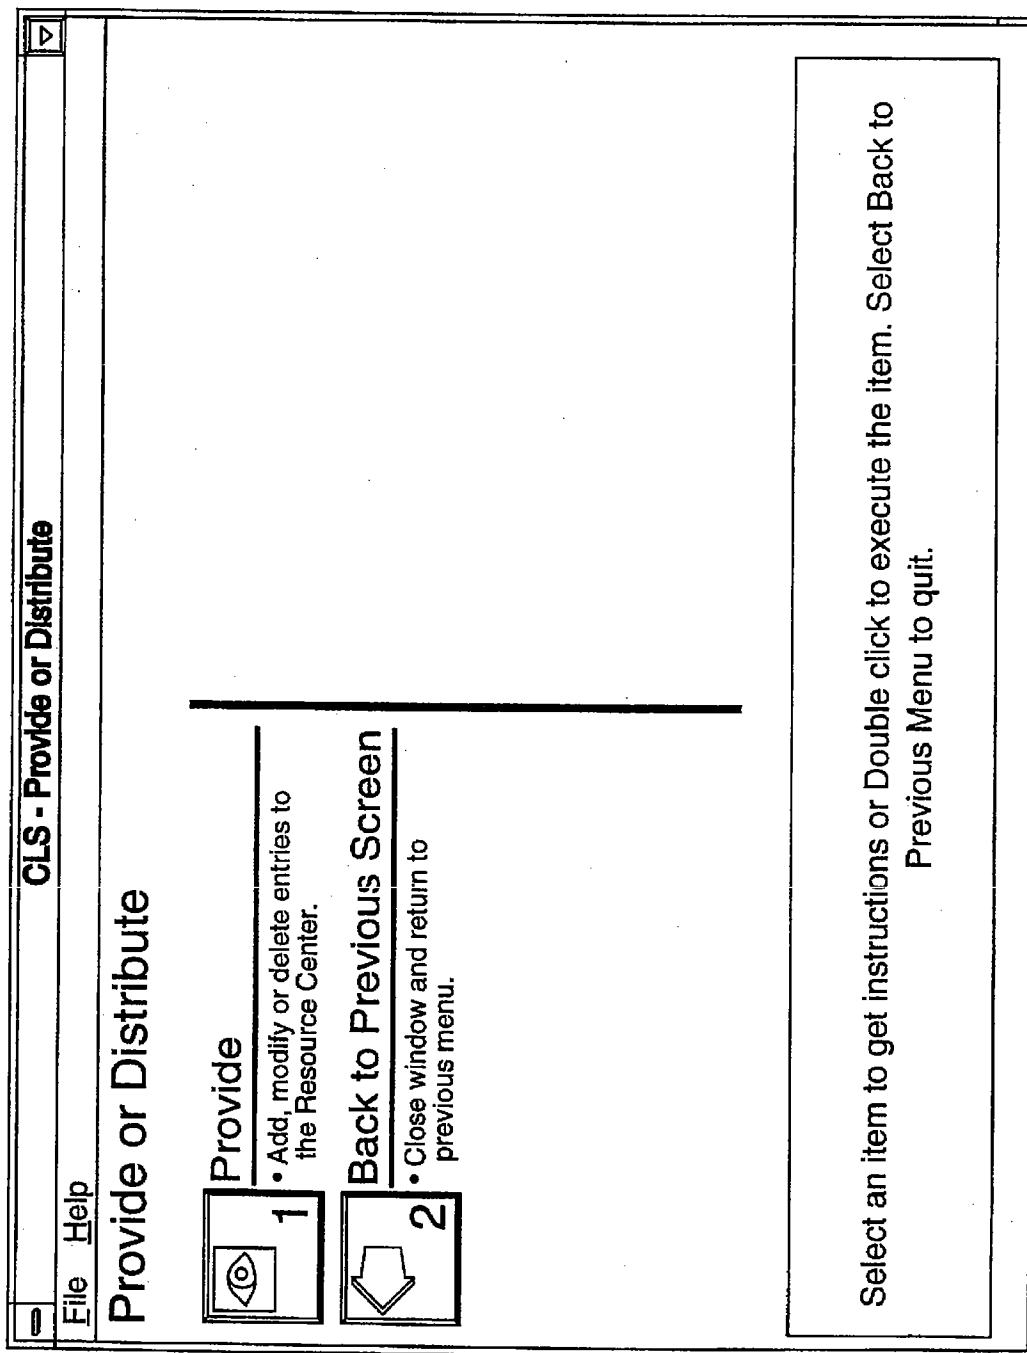 CLS - Provide or Distribute
File Help
Provide or Distribute
1
Provide
• Add, modify or delete entries to
the Resource Center.
2
Back to Previous Screen
• Close window and return to
previous menu.
Select an item to get instructions or Double click to execute the item. Select Back to
Previous Menu to quit.